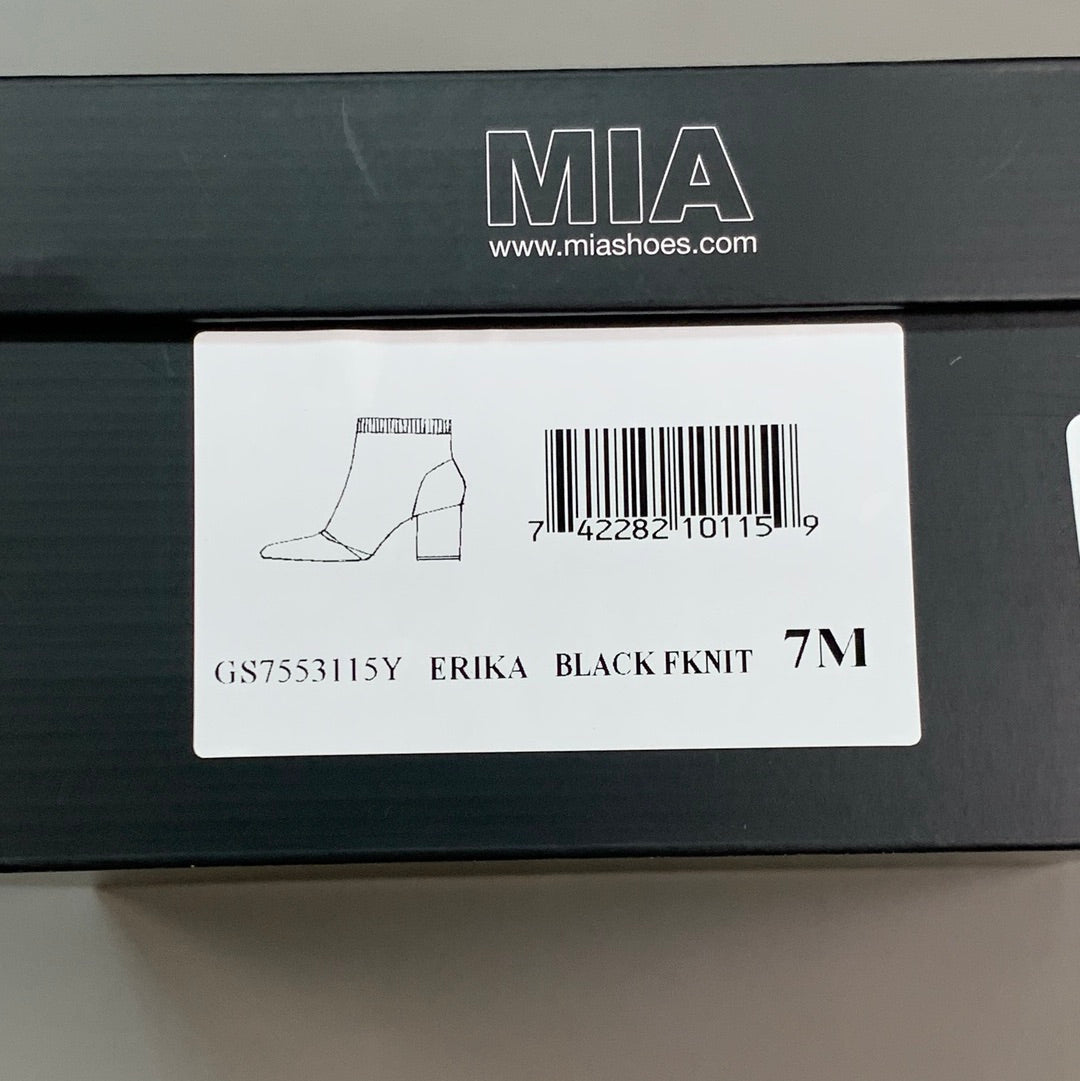 MIA
www.miashoes.com
7 42282 10115 9
GS7553115Y ERIKA BLACK FKNIT 7M